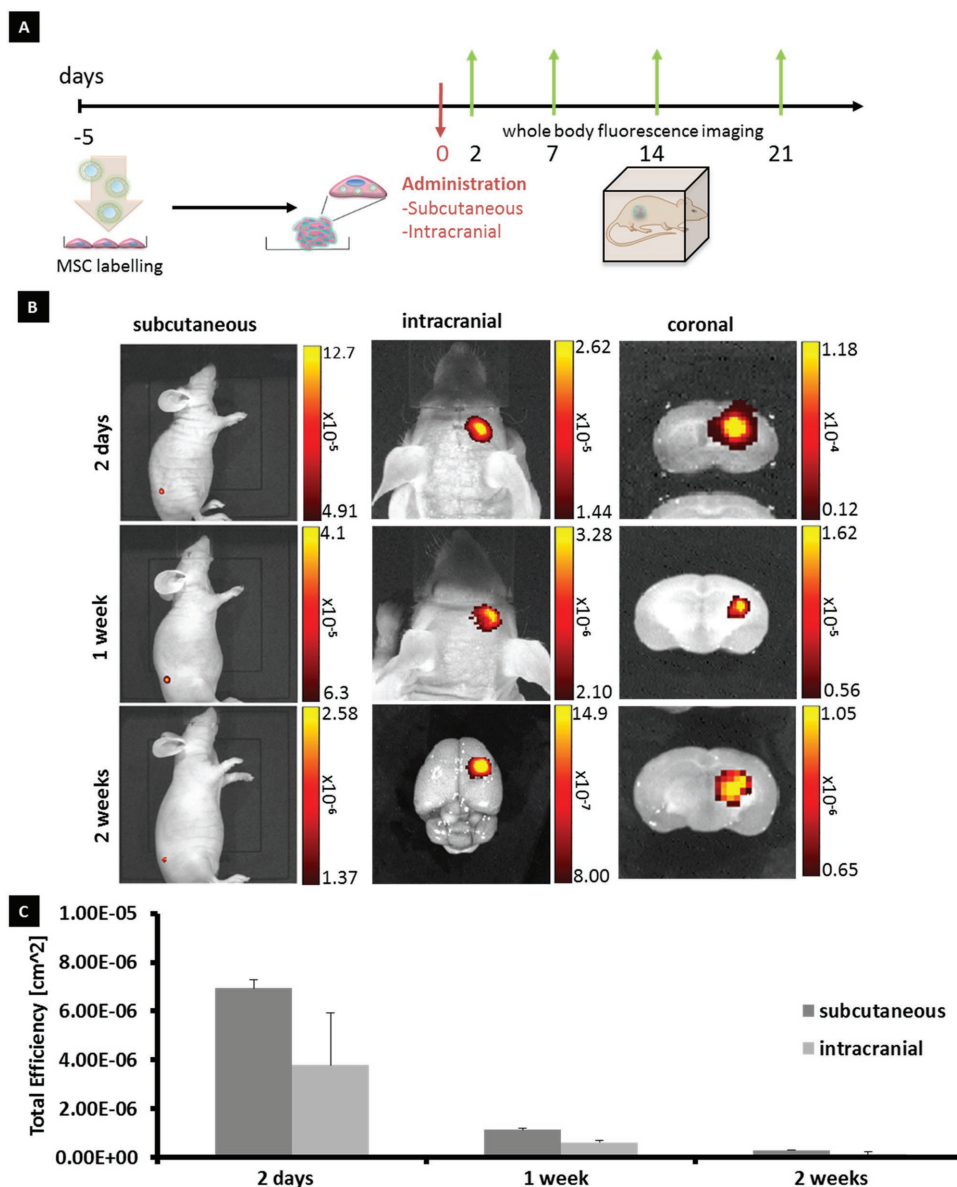 A
days
-5
0
2
7
14
21
whole body fluorescence imaging
MSC labelling
Administration
-Subcutaneous
-Intracranial
B
subcutaneous
intracranial
coronal
2 days
12.7
x10-5
4.91
2.62
x10-5
1.44
1.18
x10-4
0.12
1 week
4.1
x10-5
6.3
3.28
x10-6
2.10
1.62
x10-5
0.56
2 weeks
2.58
x10-6
1.37
14.9
x10-7
8.00
1.05
x10-6
0.65
C
Total Efficiency [cm^2]
1.00E-05
8.00E-06
6.00E-06
4.00E-06
2.00E-06
0.00E+00
2 days
1 week
2 weeks
subcutaneous
intracranial